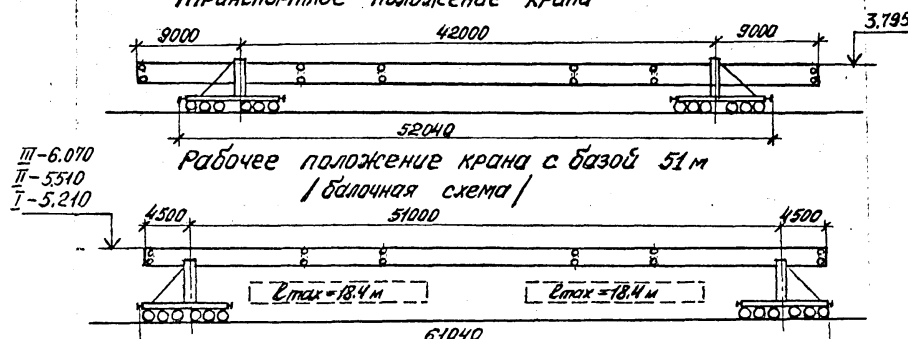 Транспортное положение крана
9000 42000 9000 3.795
52040
Рабочее положение крана с базой 51 м
/балочная схема/
III-6.070
II-5.510
I-5.210
4500 51000 4500
ℓmax=18.4 м ℓmax=18.4 м
61040